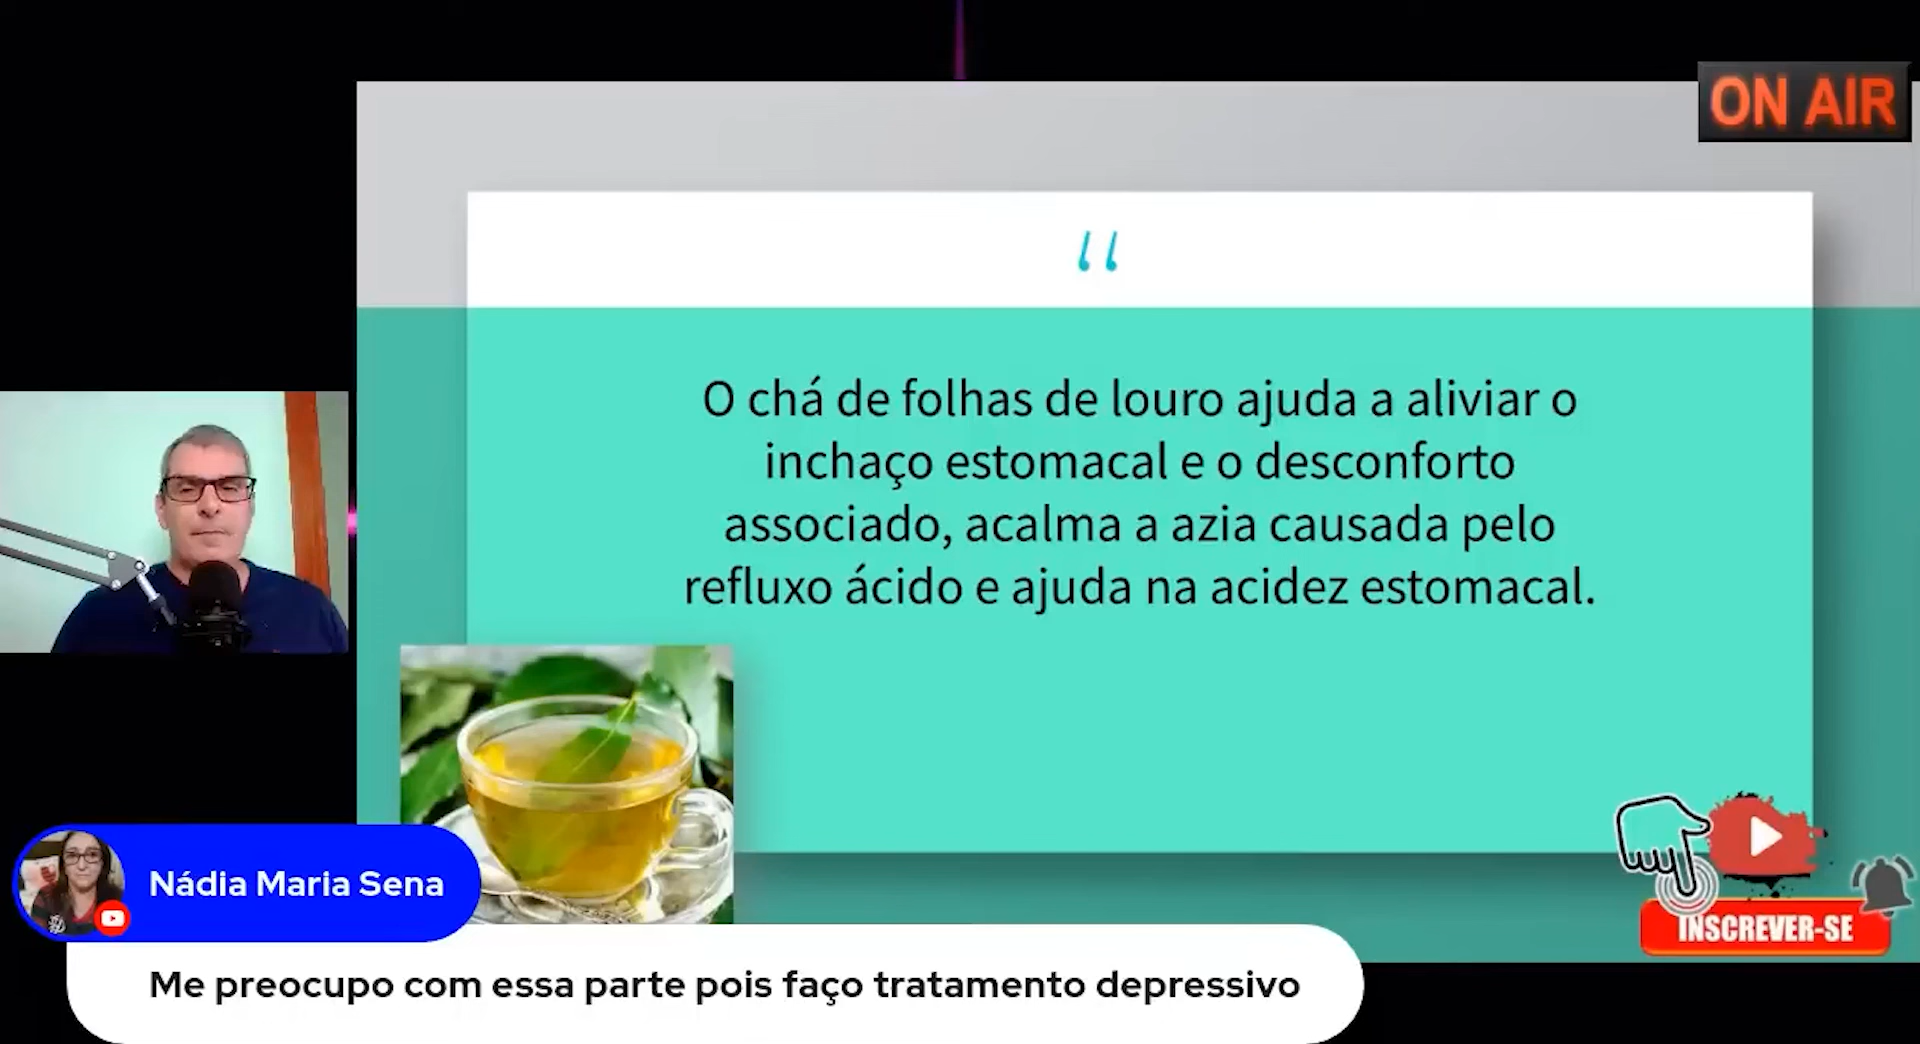 ON AIR
“
O chá de folhas de louro ajuda a aliviar o
inchaço estomacal e o desconforto
associado, acalma a azia causada pelo
refluxo ácido e ajuda na acidez estomacal.
Nádia Maria Sena
Me preocupo com essa parte pois faço tratamento depressivo
INSCREVER-SE